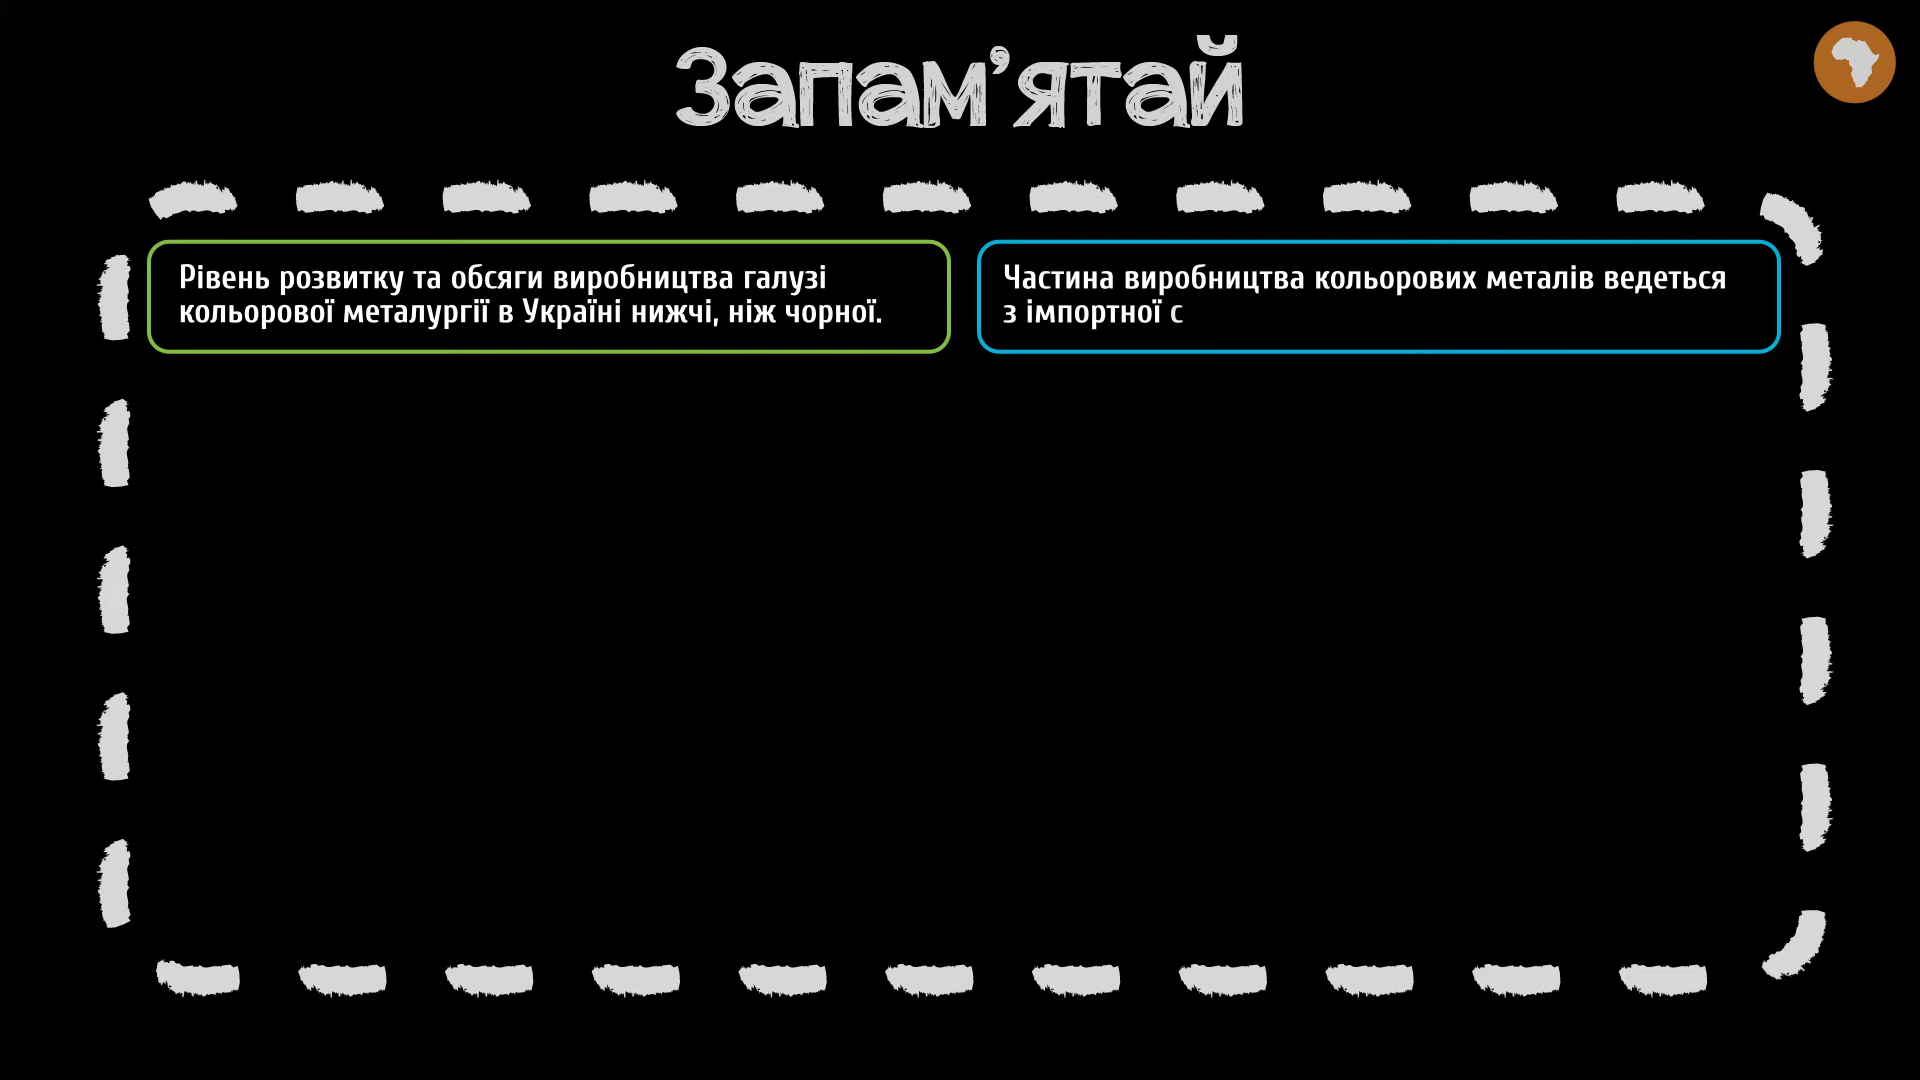 Запам’ятай
Рівень розвитку та обсяги виробництва галузі
кольорової металургії в Україні нижчі, ніж чорної.
Частина виробництва кольорових металів ведеться
з імпортної с